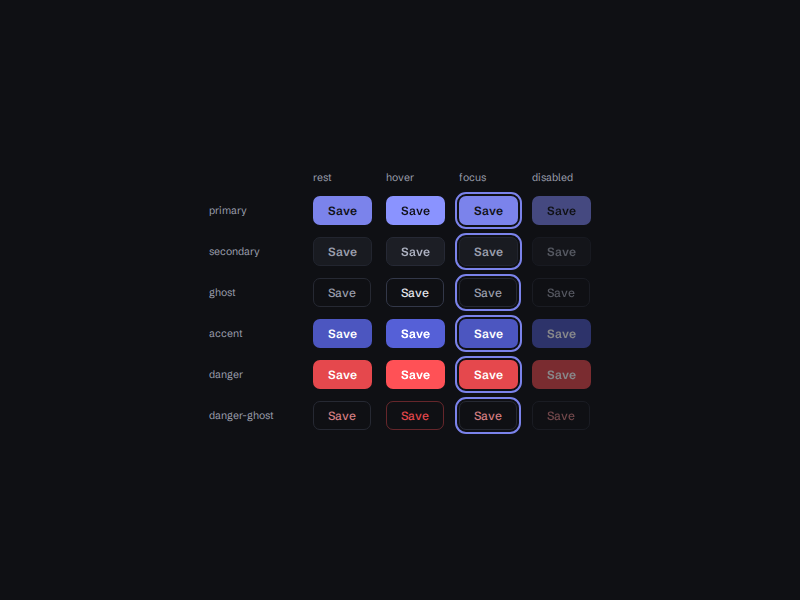 rest hover focus disabled
primary Save Save Save Save
secondary Save Save Save Save
ghost Save Save Save Save
accent Save Save Save Save
danger Save Save Save Save
danger-ghost Save Save Save Save